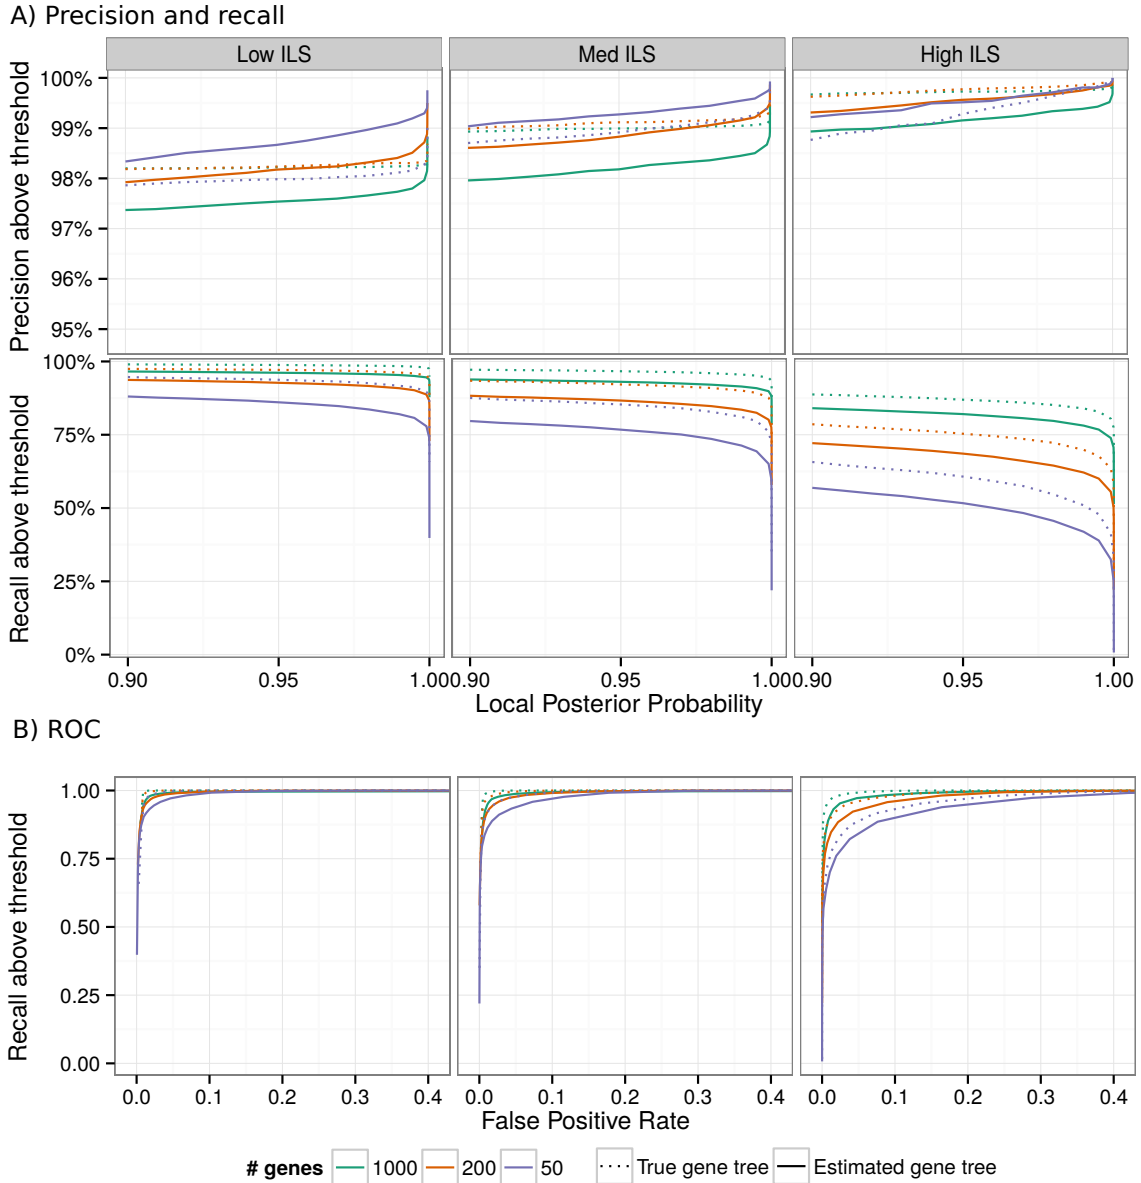 A) Precision and recall
Low ILS Med ILS High ILS
Precision above threshold
100%
99%
98%
97%
96%
95%
Recall above threshold
100%
75%
50%
25%
0%
0.90 0.95 1.00 0.90 0.95 1.00 0.90 0.95 1.00
Local Posterior Probability
B) ROC
Recall above threshold
1.00
0.75
0.50
0.25
0.00
0.0 0.1 0.2 0.3 0.4 0.0 0.1 0.2 0.3 0.4 0.0 0.1 0.2 0.3 0.4
False Positive Rate
# genes 1000 200 50 True gene tree Estimated gene tree